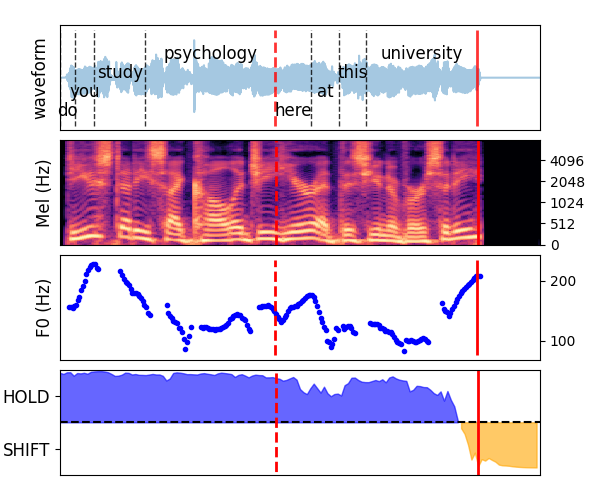 waveform
do you study psychology here at this university
Mel (Hz)
4096
2048
1024
512
0
F0 (Hz)
200
100
HOLD
SHIFT